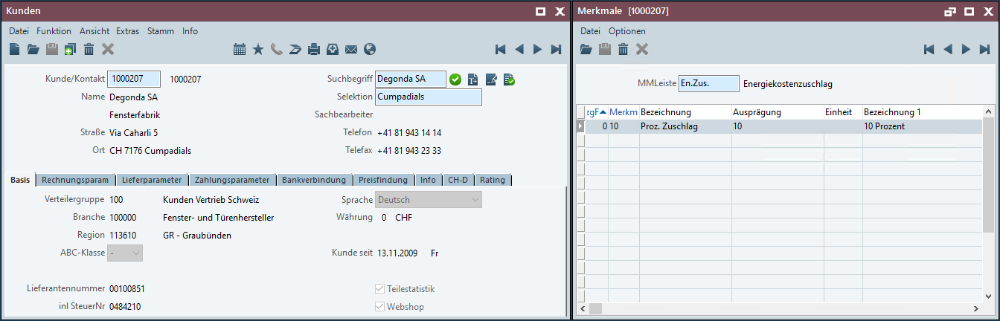 Kunden
Datei Funktion Ansicht Extras Stamm Info
Kunde/Kontakt 1000207 1000207 Suchbegriff Degonda SA
Name Degonda SA Selektion Cumpadials
Fensterfabrik Sachbearbeiter
Straße Via Caharli 5 Telefon +41 81 943 14 14
Ort CH 7176 Cumpadials Telefax +41 81 943 23 33
Basis Rechnungsparam Lieferparameter Zahlungsparameter Bankverbindung Preisfindung Info CH-D Rating
Verteilergruppe 100 Kunden Vertrieb Schweiz Sprache Deutsch
Branche 100000 Fenster- und Türenhersteller Währung 0 CHF
Region 113610 GR - Graubünden
ABC-Klasse - Kunde seit 13.11.2009 Fr
Lieferantennummer 00100851 Teilestatistik
inl SteuerNr 0484210 Webshop
Merkmale [1000207]
Datei Optionen
MMLeiste En.Zus. Energiekostenzuschlag
zgF Merkm Bezeichnung Ausprägung Einheit Bezeichnung 1
0 10 Proz. Zuschlag 10 10 Prozent